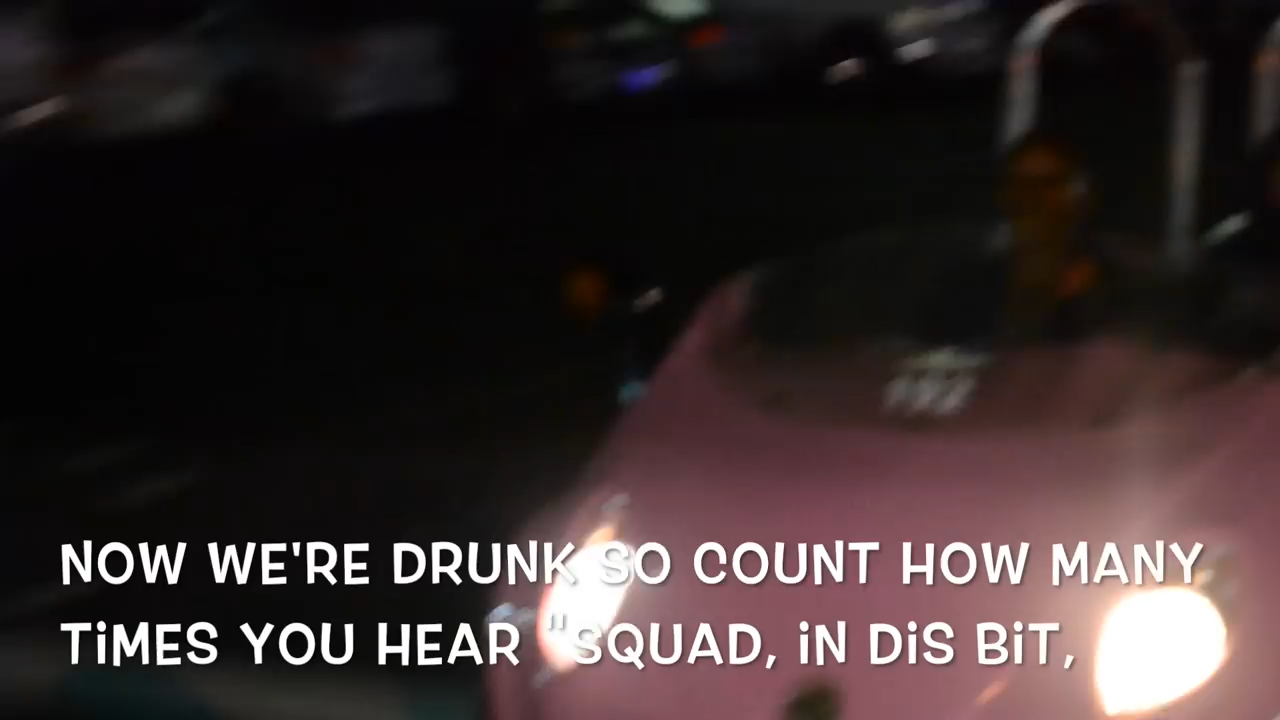 NOW WE'RE DRUNK SO COUNT HOW MANY
TiMES YOU HEAR "SQUAD, iN DiS BiT,